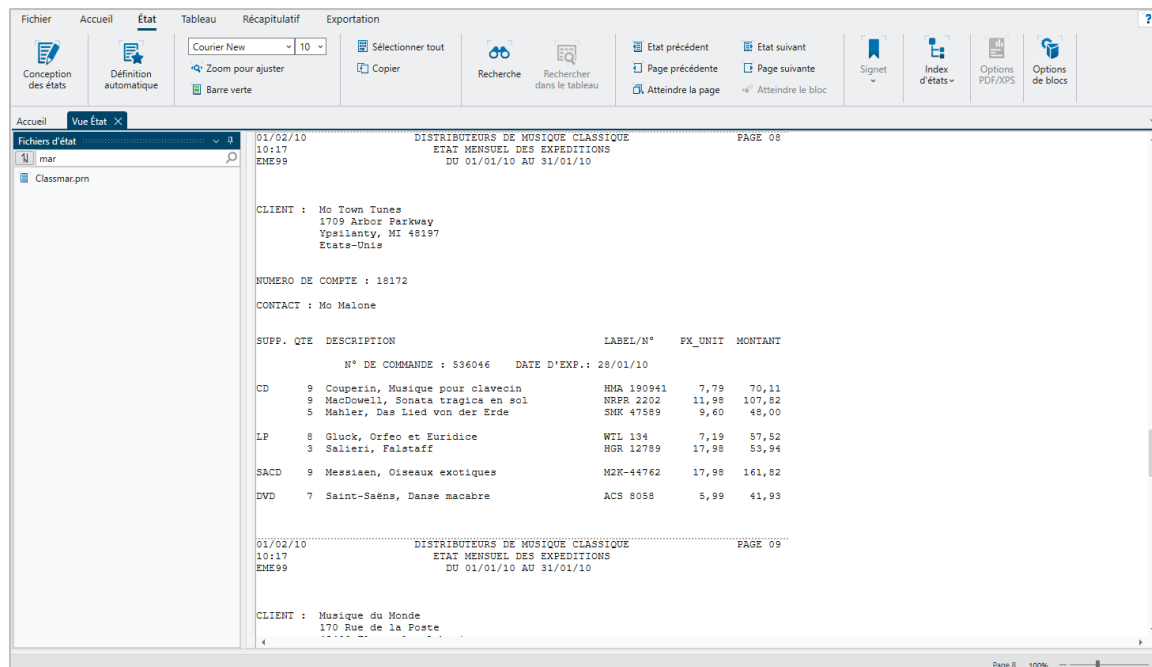 Fichier Accueil État Tableau Récapitulatif Exportation ?
Conception des états
Définition automatique
Courier New 10
Zoom pour ajuster
Barre verte
Sélectionner tout
Copier
Recherche
Rechercher dans le tableau
Etat précédent
Page précédente
Atteindre la page
Etat suivant
Page suivante
Atteindre le bloc
Signet
Index d'états
Options PDF/XPS
Options de blocs
Accueil Vue État
Fichiers d'état
mar
Classmar.prn
01/02/10 DISTRIBUTEURS DE MUSIQUE CLASSIQUE PAGE 08
10:17 ETAT MENSUEL DES EXPEDITIONS
EME99 DU 01/01/10 AU 31/01/10
CLIENT : Mo Town Tunes
1709 Arbor Parkway
Ypsilanty, MI 48197
Etats-Unis
NUMERO DE COMPTE : 18172
CONTACT : Mo Malone
SUPP. QTE DESCRIPTION LABEL/N° PX_UNIT MONTANT
N° DE COMMANDE : 536046 DATE D'EXP.: 28/01/10
CD 9 Couperin, Musique pour clavecin HMA 190941 7,79 70,11
9 MacDowell, Sonata tragica en sol NRPR 2202 11,98 107,82
5 Mahler, Das Lied von der Erde SMK 47589 9,60 48,00
LP 8 Gluck, Orfeo et Euridice WTL 134 7,19 57,52
3 Salieri, Falstaff HGR 12789 17,98 53,94
SACD 9 Messiaen, Oiseaux exotiques M2K-44762 17,98 161,82
DVD 7 Saint-Saëns, Danse macabre ACS 8058 5,99 41,93
01/02/10 DISTRIBUTEURS DE MUSIQUE CLASSIQUE PAGE 09
10:17 ETAT MENSUEL DES EXPEDITIONS
EME99 DU 01/01/10 AU 31/01/10
CLIENT : Musique du Monde
170 Rue de la Poste
Page 8 100%